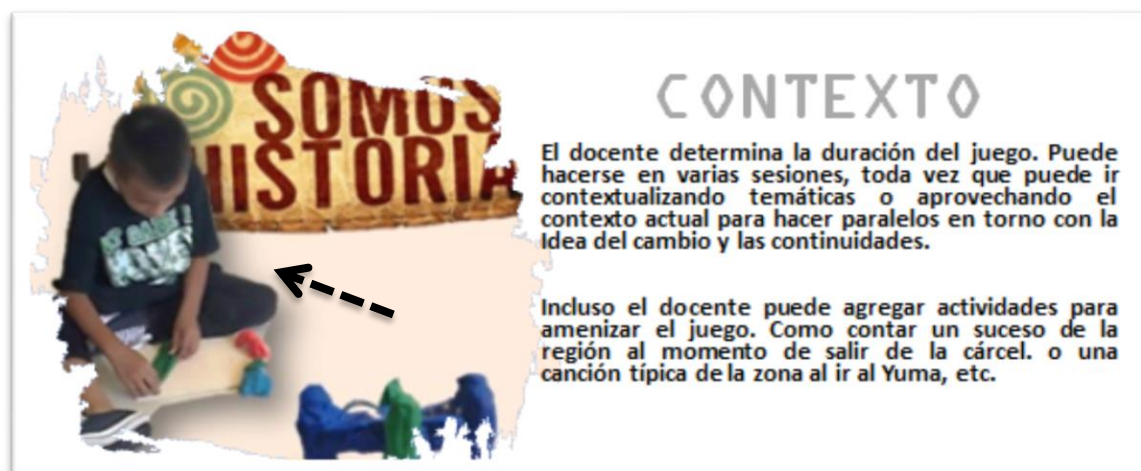 SOMOS
HISTORIA
CONTEXTO
El docente determina la duración del juego. Puede
hacerse en varias sesiones, toda vez que puede ir
contextualizando temáticas o aprovechando el
contexto actual para hacer paralelos en torno con la
Idea del cambio y las continuidades.
Incluso el docente puede agregar actividades para
amenizar el juego. Como contar un suceso de la
región al momento de salir de la cárcel. o una
canción típica de la zona al ir al Yuma, etc.